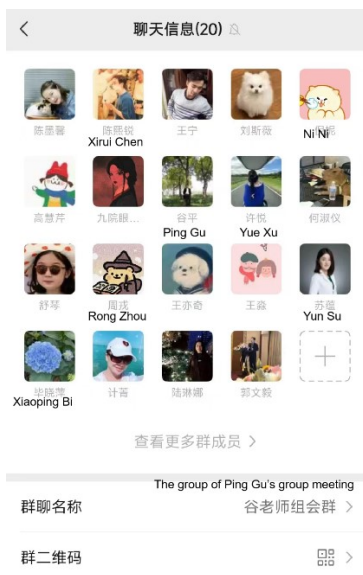 聊天信息(20)
陈墨馨 陈熙锐 王宁 刘斯薇
Xirui Chen Ni Ni
高慧芹 九院眼... 谷平 许悦 何淑仪
Ping Gu Yue Xu
舒琴 周戎 王亦奇 王淼 苏蕴
Rong Zhou Yun Su
毕晓萍 计菁 陆琳娜 郭文毅
Xiaoping Bi
查看更多群成员
The group of Ping Gu's group meeting
群聊名称 谷老师组会群
群二维码